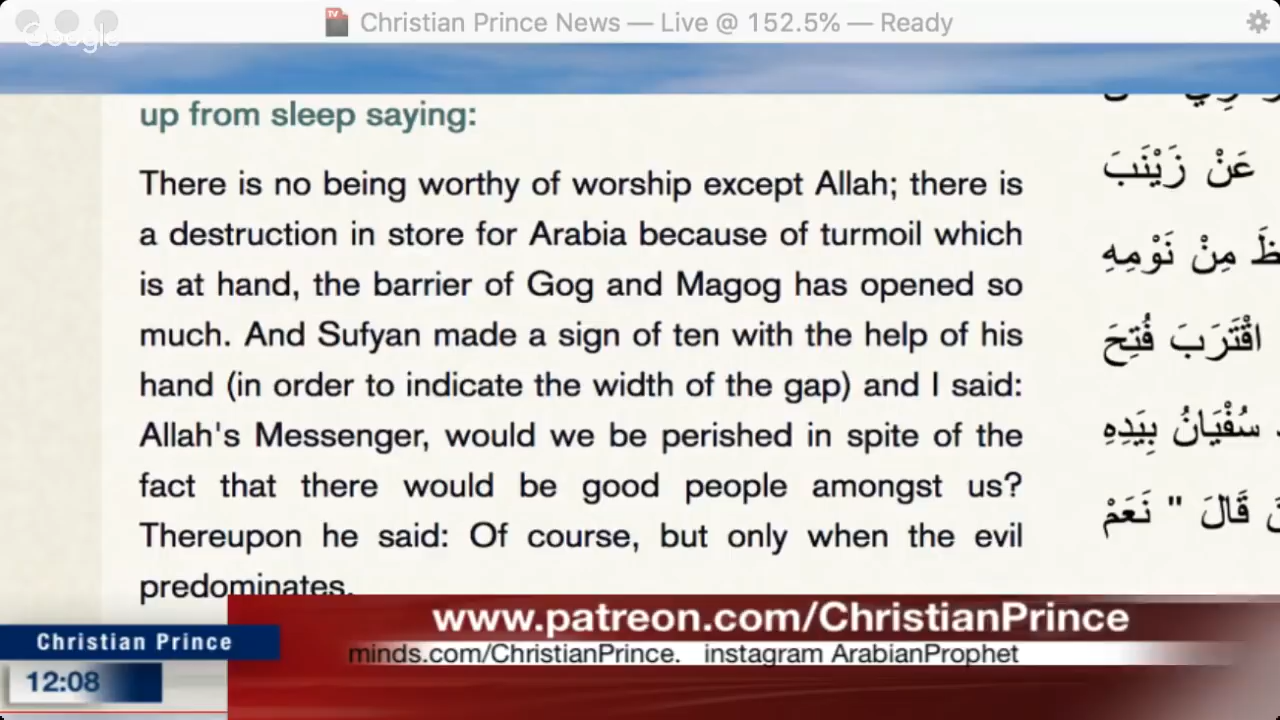 Christian Prince News — Live @ 152.5% — Ready
Google
up from sleep saying:
There is no being worthy of worship except Allah; there is
a destruction in store for Arabia because of turmoil which
is at hand, the barrier of Gog and Magog has opened so
much. And Sufyan made a sign of ten with the help of his
hand (in order to indicate the width of the gap) and I said:
Allah's Messenger, would we be perished in spite of the
fact that there would be good people amongst us?
Thereupon he said: Of course, but only when the evil
predominates.
عَنْ زَيْنَبَ
مِنْ نَوْمِهِ
اقْتَرَبَ فُتِحَ
سُفْيَانُ بِيَدِهِ
قَالَ " نَعَمْ
www.patreon.com/ChristianPrince
minds.com/ChristianPrince. instagram ArabianProphet
Christian Prince
12:08